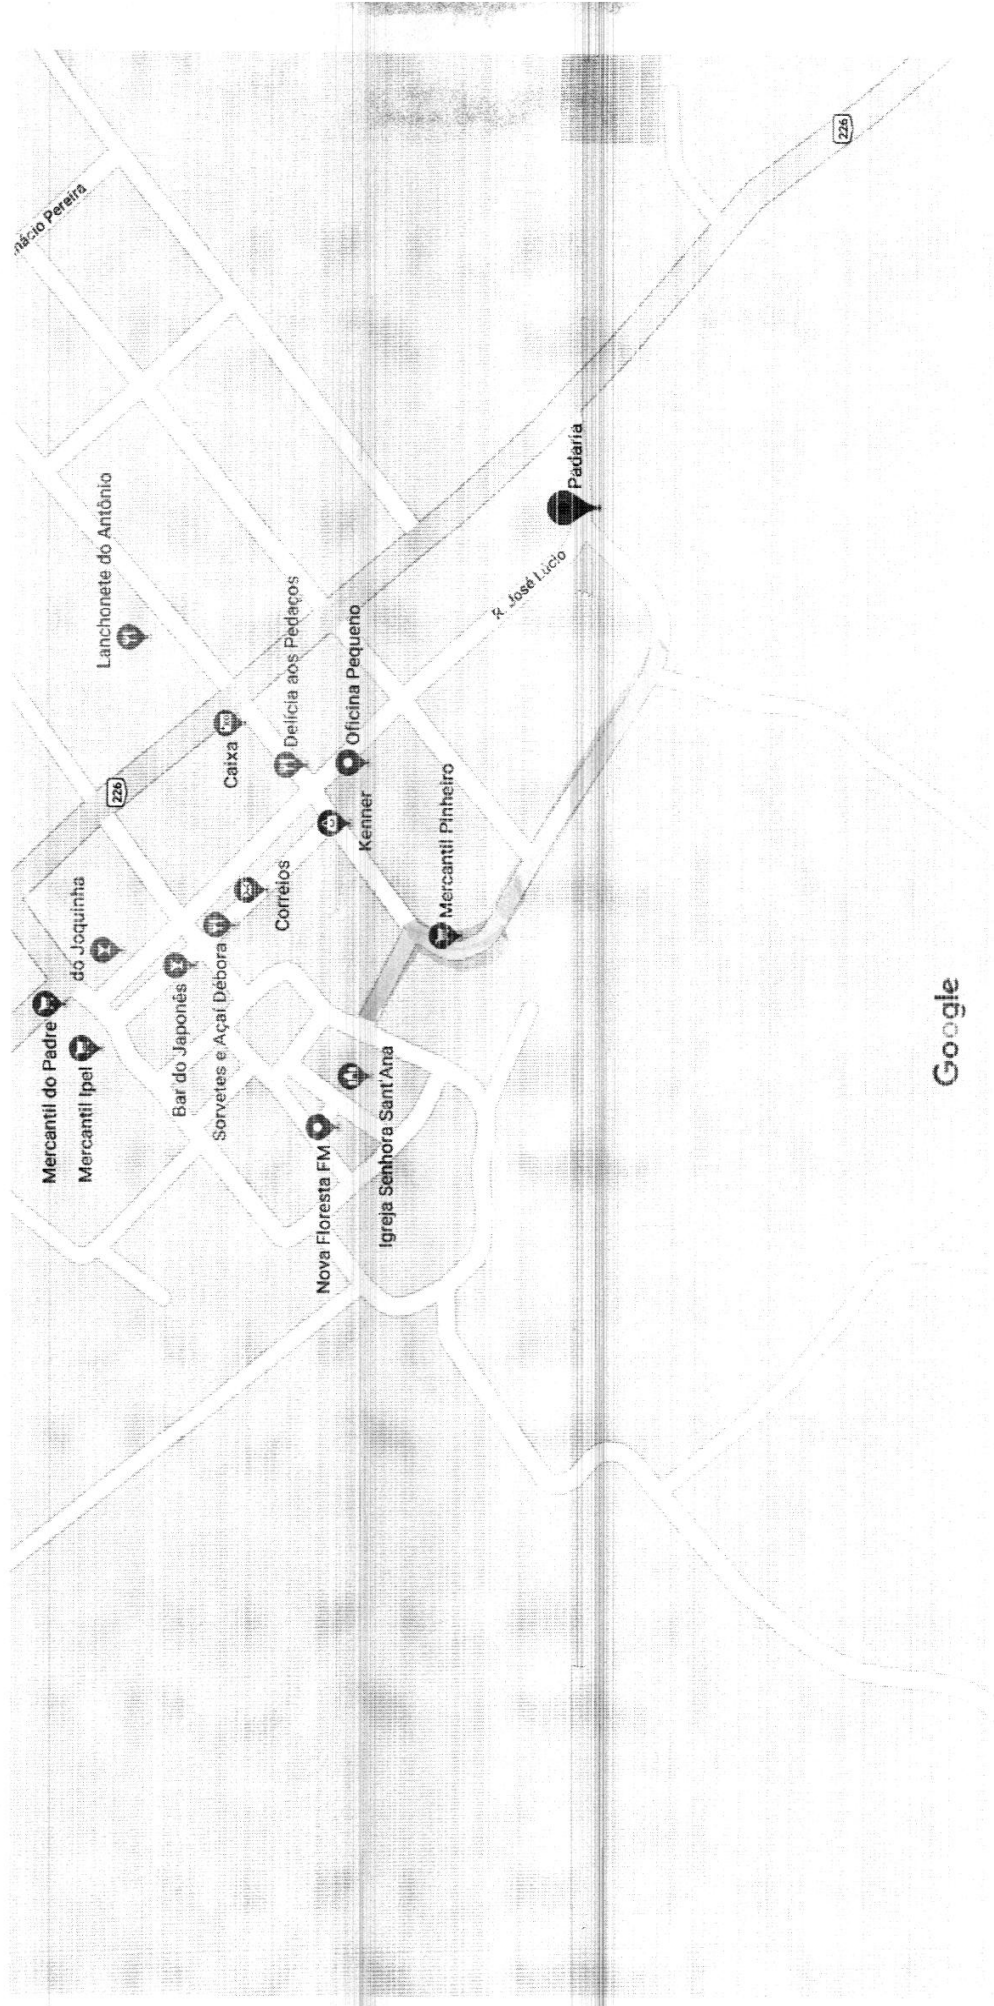 nácio Pereira
226
Lanchonete do Antônio
226
Caixa
Delícia aos Pedaços
Oficina Pequeno
Kenner
Padaria
R. José Lúcio
do Joquinha
Correios
Mercantil Pinheiro
Mercantil do Padre
Mercantil Ipel
Bar do Japonês
Sorvetes e Açaí Débora
Nova Floresta FM
Igreja Senhora Sant'Ana
Google